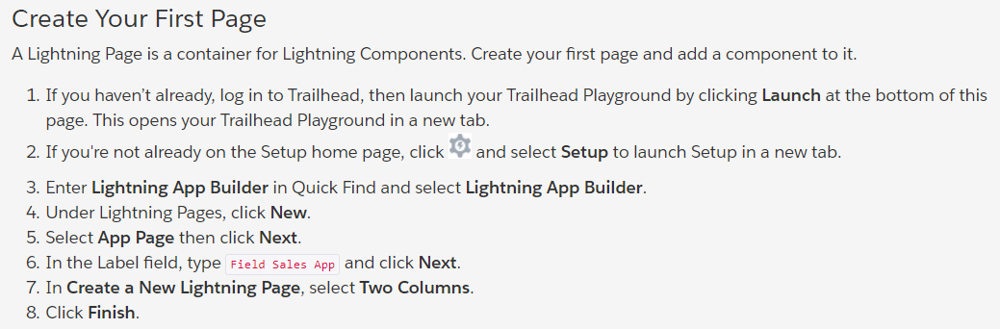 Create Your First Page
A Lightning Page is a container for Lightning Components. Create your first page and add a component to it.
1. If you haven’t already, log in to Trailhead, then launch your Trailhead Playground by clicking Launch at the bottom of this
page. This opens your Trailhead Playground in a new tab.
2. If you're not already on the Setup home page, click and select Setup to launch Setup in a new tab.
3. Enter Lightning App Builder in Quick Find and select Lightning App Builder.
4. Under Lightning Pages, click New.
5. Select App Page then click Next.
6. In the Label field, type Field Sales App and click Next.
7. In Create a New Lightning Page, select Two Columns.
8. Click Finish.